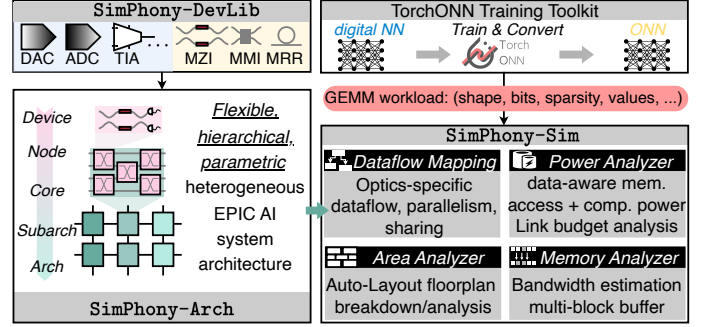 SimPhony-DevLib
DAC
ADC
TIA
...
MZI
MMI
MRR
TorchONN Training Toolkit
digital NN
Train & Convert
ONN
Torch
ONN
GEMM workload: (shape, bits, sparsity, values, ...)
Device
Node
Core
Subarch
Arch
Flexible,
hierarchical,
parametric
heterogeneous
EPIC AI
system
architecture
SimPhony-Arch
SimPhony-Sim
Dataflow Mapping
Optics-specific
dataflow, parallelism,
sharing
Power Analyzer
data-aware mem.
access + comp. power
Link budget analysis
Area Analyzer
Auto-Layout floorplan
breakdown/analysis
Memory Analyzer
Bandwidth estimation
multi-block buffer